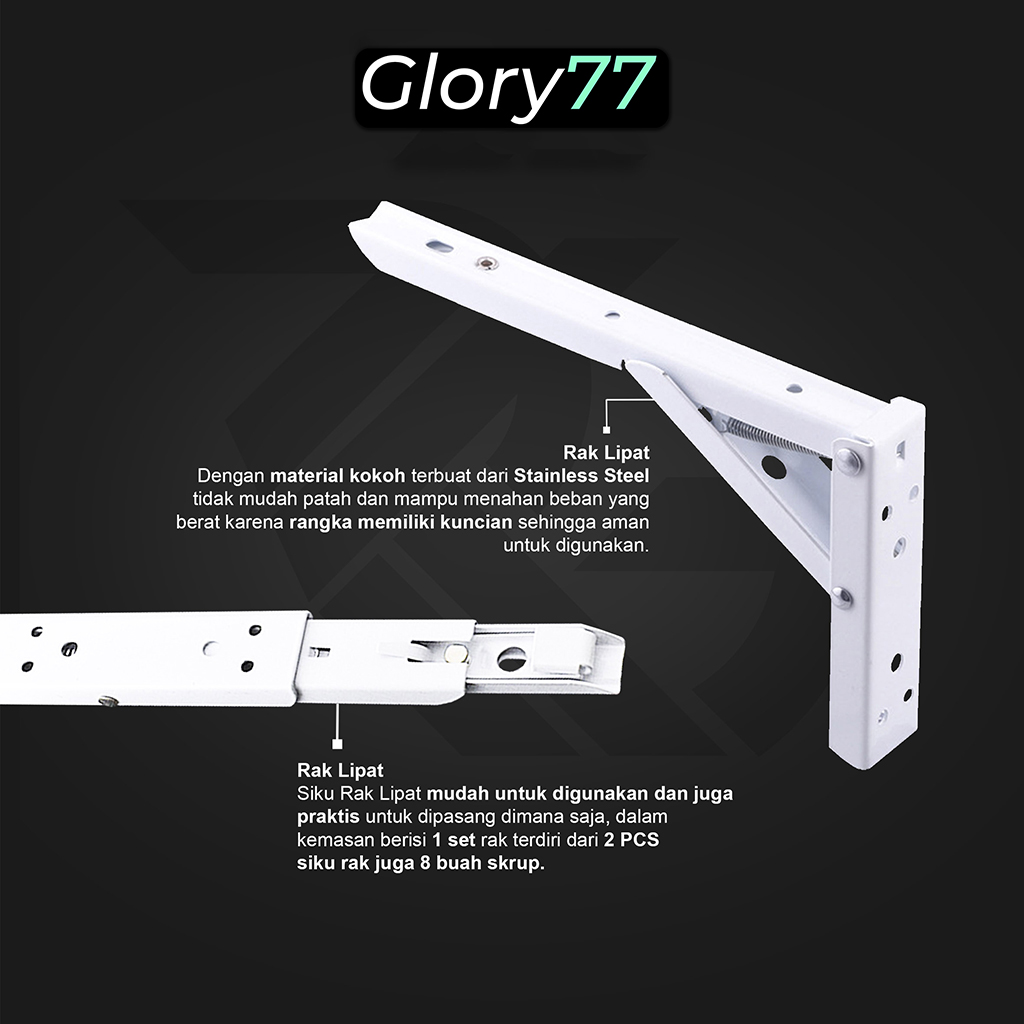 Glory77
Rak Lipat
Dengan material kokoh terbuat dari Stainless Steel
tidak mudah patah dan mampu menahan beban yang
berat karena rangka memiliki kuncian sehingga aman
untuk digunakan.
Rak Lipat
Siku Rak Lipat mudah untuk digunakan dan juga
praktis untuk dipasang dimana saja, dalam
kemasan berisi 1 set rak terdiri dari 2 PCS
siku rak juga 8 buah skrup.